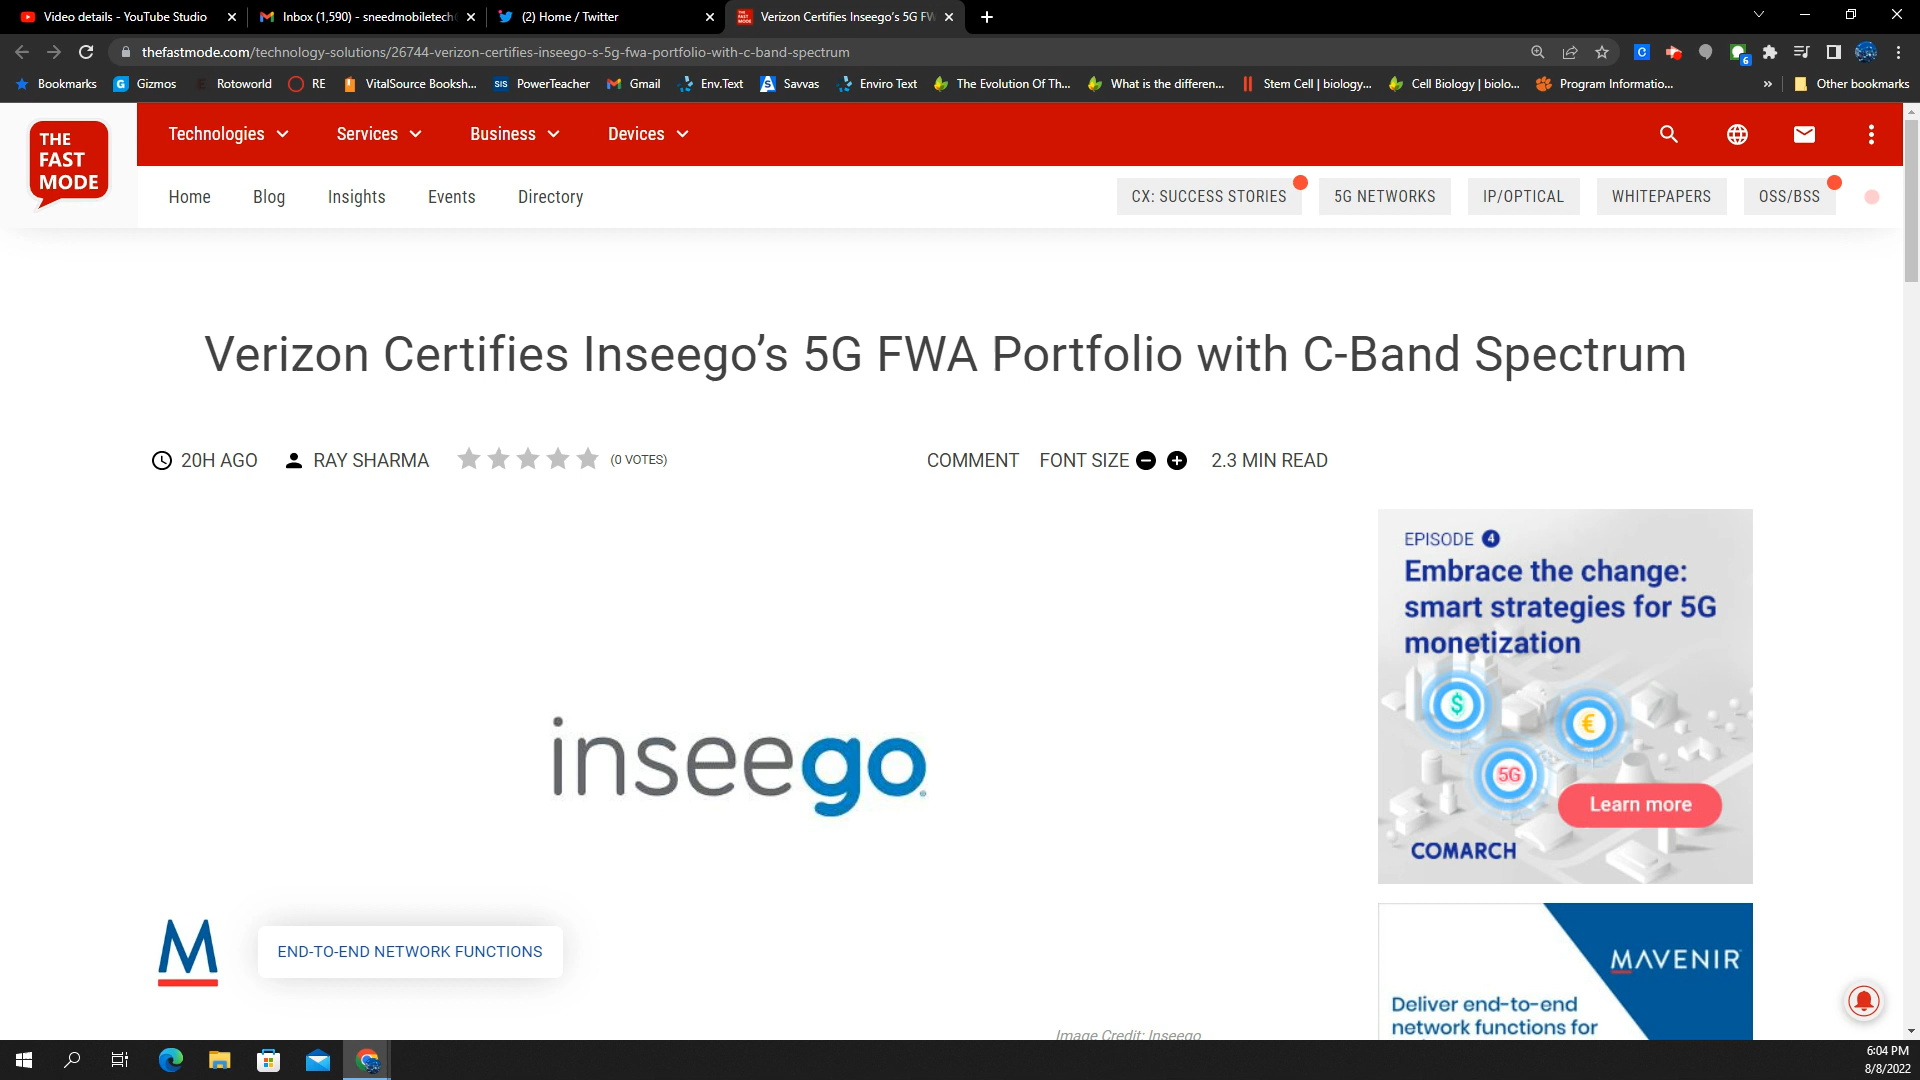 Video details - YouTube Studio
Inbox (1,590) - sneedmobiletech
(2) Home / Twitter
Verizon Certifies Inseego's 5G FW
thefastmode.com/technology-solutions/26744-verizon-certifies-inseego-s-5g-fwa-portfolio-with-c-band-spectrum
6
Bookmarks
Gizmos
Rotoworld
RE
VitalSource Booksh...
SIS PowerTeacher
Gmail
Env.Text
Savvas
Enviro Text
The Evolution Of Th...
What is the differen...
Stem Cell | biology...
Cell Biology | biolo...
Program Informatio...
»
Other bookmarks
THE
FAST
MODE
Technologies
Services
Business
Devices
Home
Blog
Insights
Events
Directory
CX: SUCCESS STORIES
5G NETWORKS
IP/OPTICAL
WHITEPAPERS
OSS/BSS
Verizon Certifies Inseego’s 5G FWA Portfolio with C-Band Spectrum
20H AGO
RAY SHARMA
(0 VOTES)
COMMENT
FONT SIZE
2.3 MIN READ
inseego
M
END-TO-END NETWORK FUNCTIONS
Image Credit: Inseego
EPISODE 4
Embrace the change:
smart strategies for 5G
monetization
$
€
5G
Learn more
COMARCH
MAVENIR
Deliver end-to-end
network functions for
6:04 PM
8/8/2022